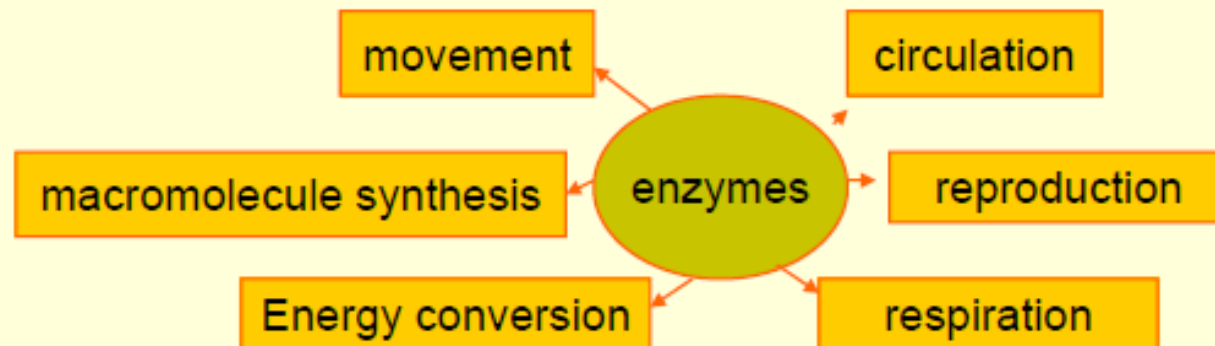 movement
circulation
macromolecule synthesis
enzymes
reproduction
Energy conversion
respiration